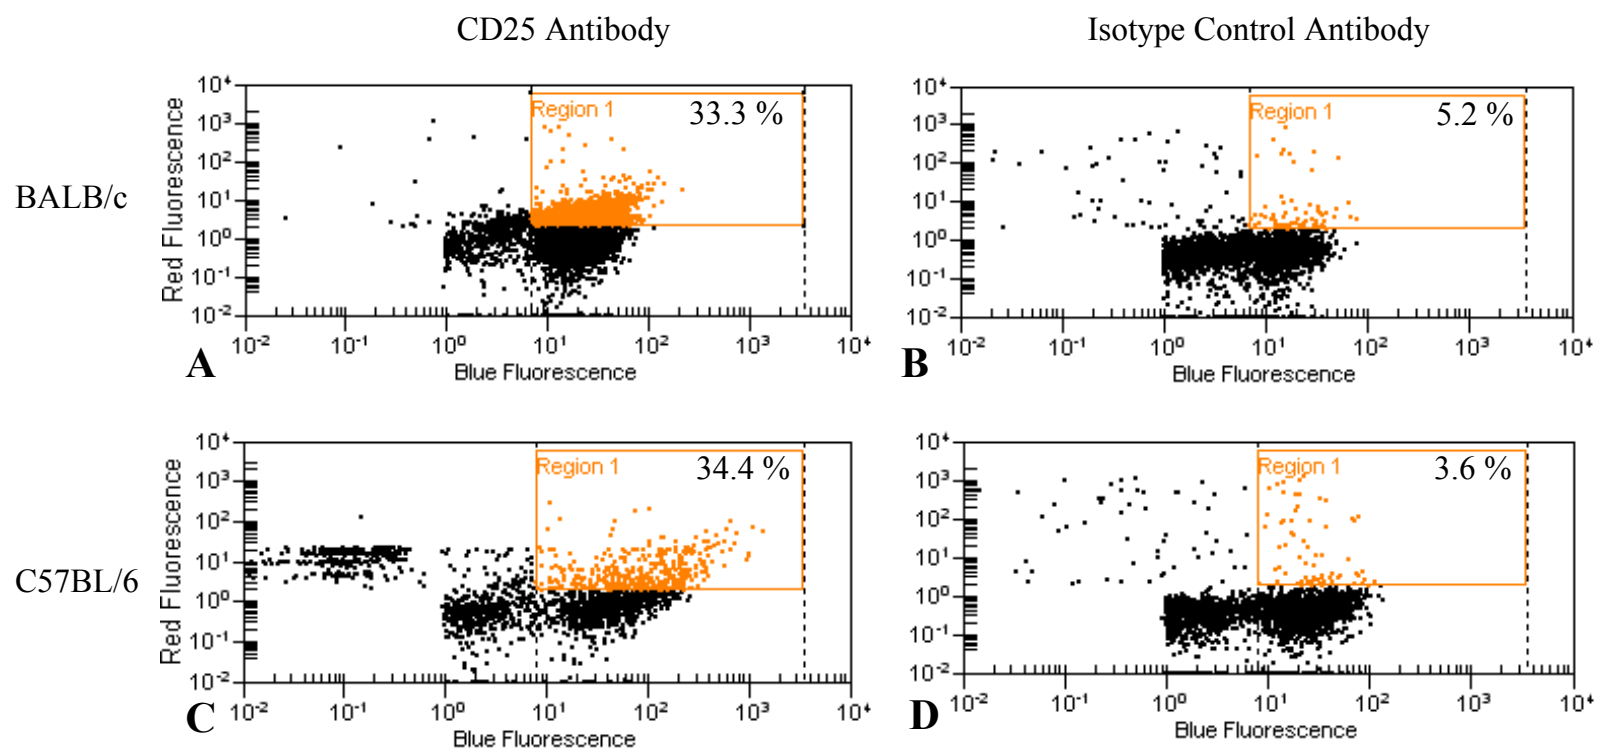 CD25 Antibody
Isotype Control Antibody
BALB/c
Red Fluorescence
10⁴
10³
10²
10¹
10⁰
10⁻¹
10⁻²
Region 1
33.3 %
10⁻² 10⁻¹ 10⁰ 10¹ 10² 10³ 10⁴
A
Blue Fluorescence
10⁴
10³
10²
10¹
10⁰
10⁻¹
10⁻²
Region 1
5.2 %
10⁻² 10⁻¹ 10⁰ 10¹ 10² 10³ 10⁴
B
Blue Fluorescence
C57BL/6
Red Fluorescence
10⁴
10³
10²
10¹
10⁰
10⁻¹
10⁻²
Region 1
34.4 %
10⁻² 10⁻¹ 10⁰ 10¹ 10² 10³ 10⁴
C
Blue Fluorescence
10⁴
10³
10²
10¹
10⁰
10⁻¹
10⁻²
Region 1
3.6 %
10⁻² 10⁻¹ 10⁰ 10¹ 10² 10³ 10⁴
D
Blue Fluorescence